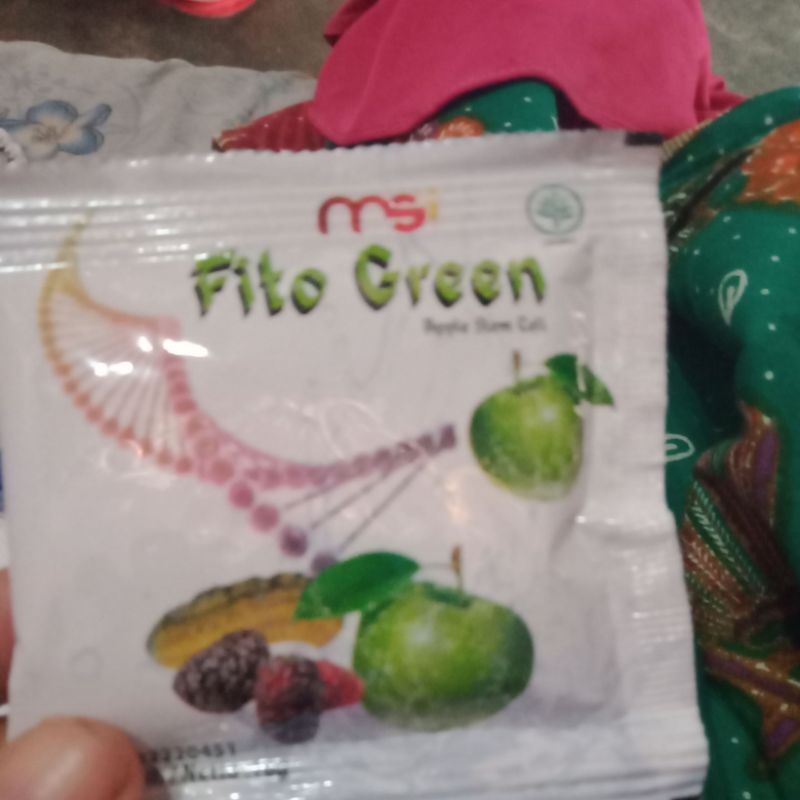 msi
Fito Green
Apple Stem Cell